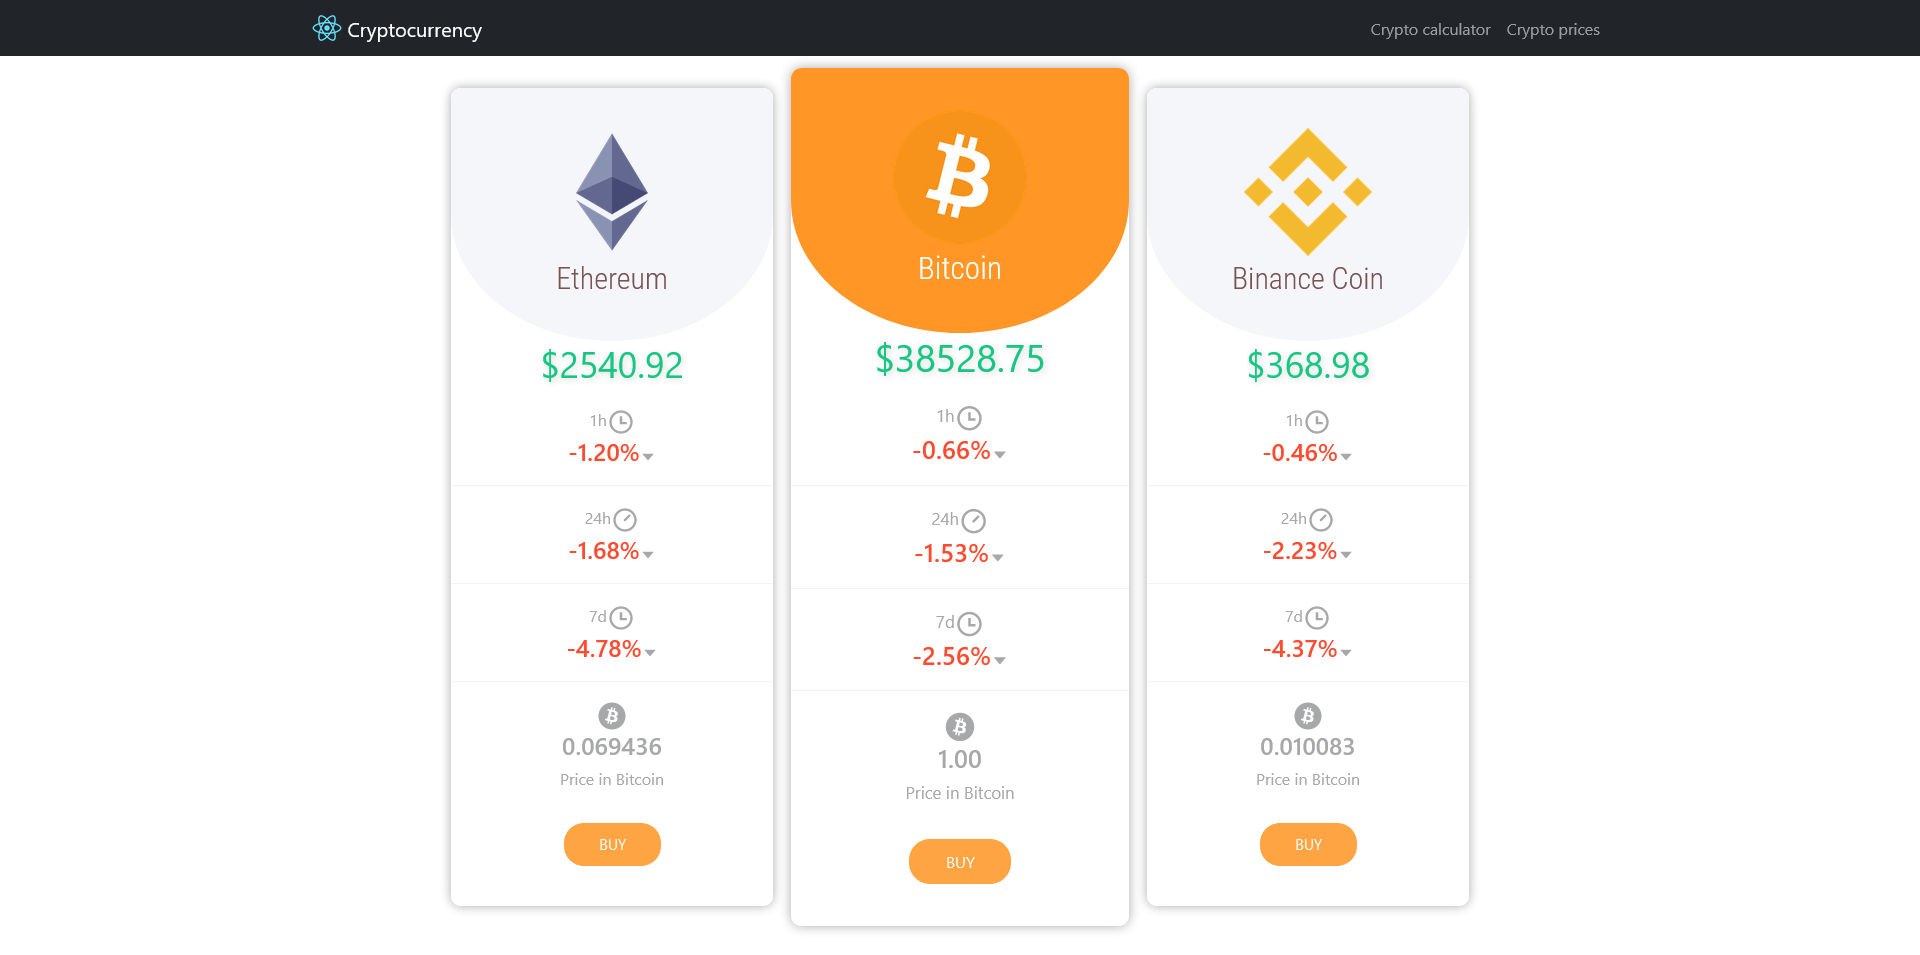 Cryptocurrency
Crypto calculator
Crypto prices
Ethereum
$2540.92
1h
-1.20%
24h
-1.68%
7d
-4.78%
0.069436
Price in Bitcoin
BUY
Bitcoin
$38528.75
1h
-0.66%
24h
-1.53%
7d
-2.56%
1.00
Price in Bitcoin
BUY
Binance Coin
$368.98
1h
-0.46%
24h
-2.23%
7d
-4.37%
0.010083
Price in Bitcoin
BUY